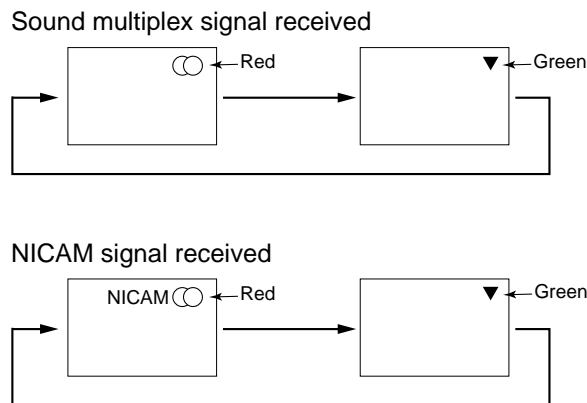 Sound multiplex signal received
Red
Green
NICAM signal received
NICAM
Red
Green